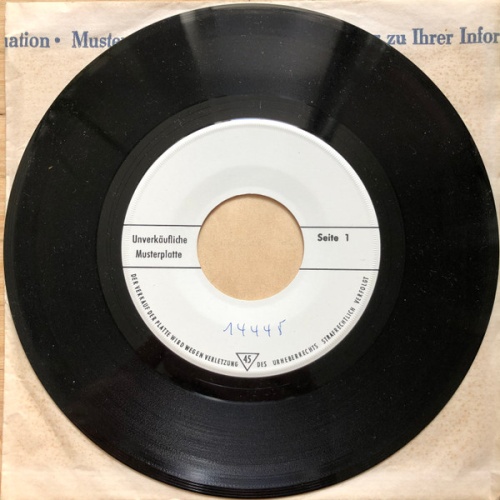 mation • Muster
zu Ihrer Infor
Unverkäufliche
Musterplatte
Seite 1
14448
DER VERKAUF DER PLATTE WIRD WEGEN VERLETZUNG DES URHEBERRECHTS STRAFRECHTLICH VERFOLGT
45